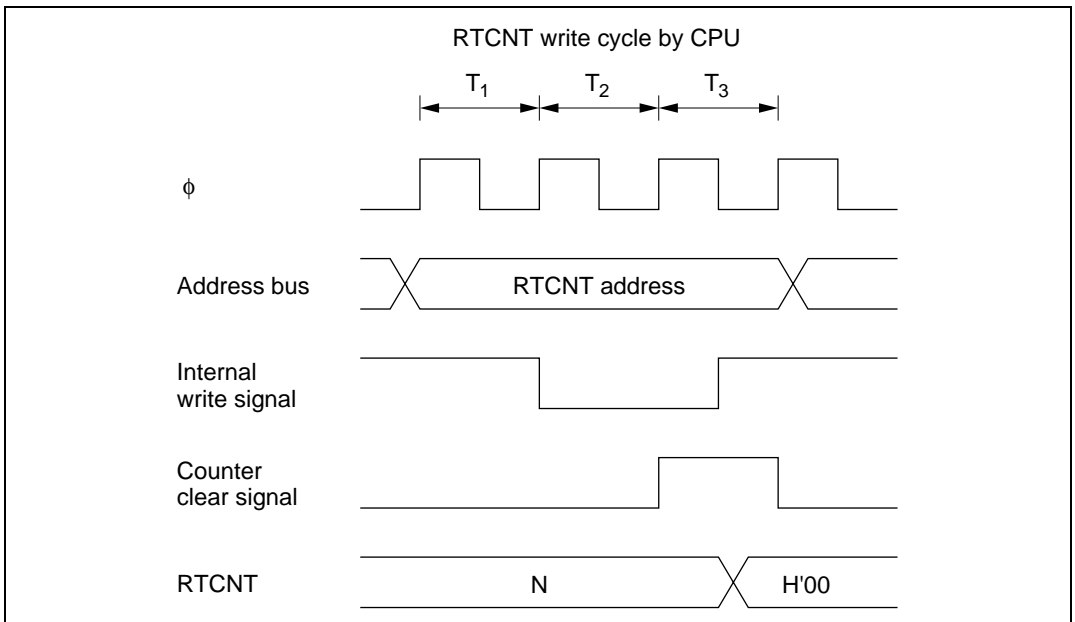 RTCNT write cycle by CPU
T1 T2 T3
ϕ
Address bus RTCNT address
Internal
write signal
Counter
clear signal
RTCNT N H'00